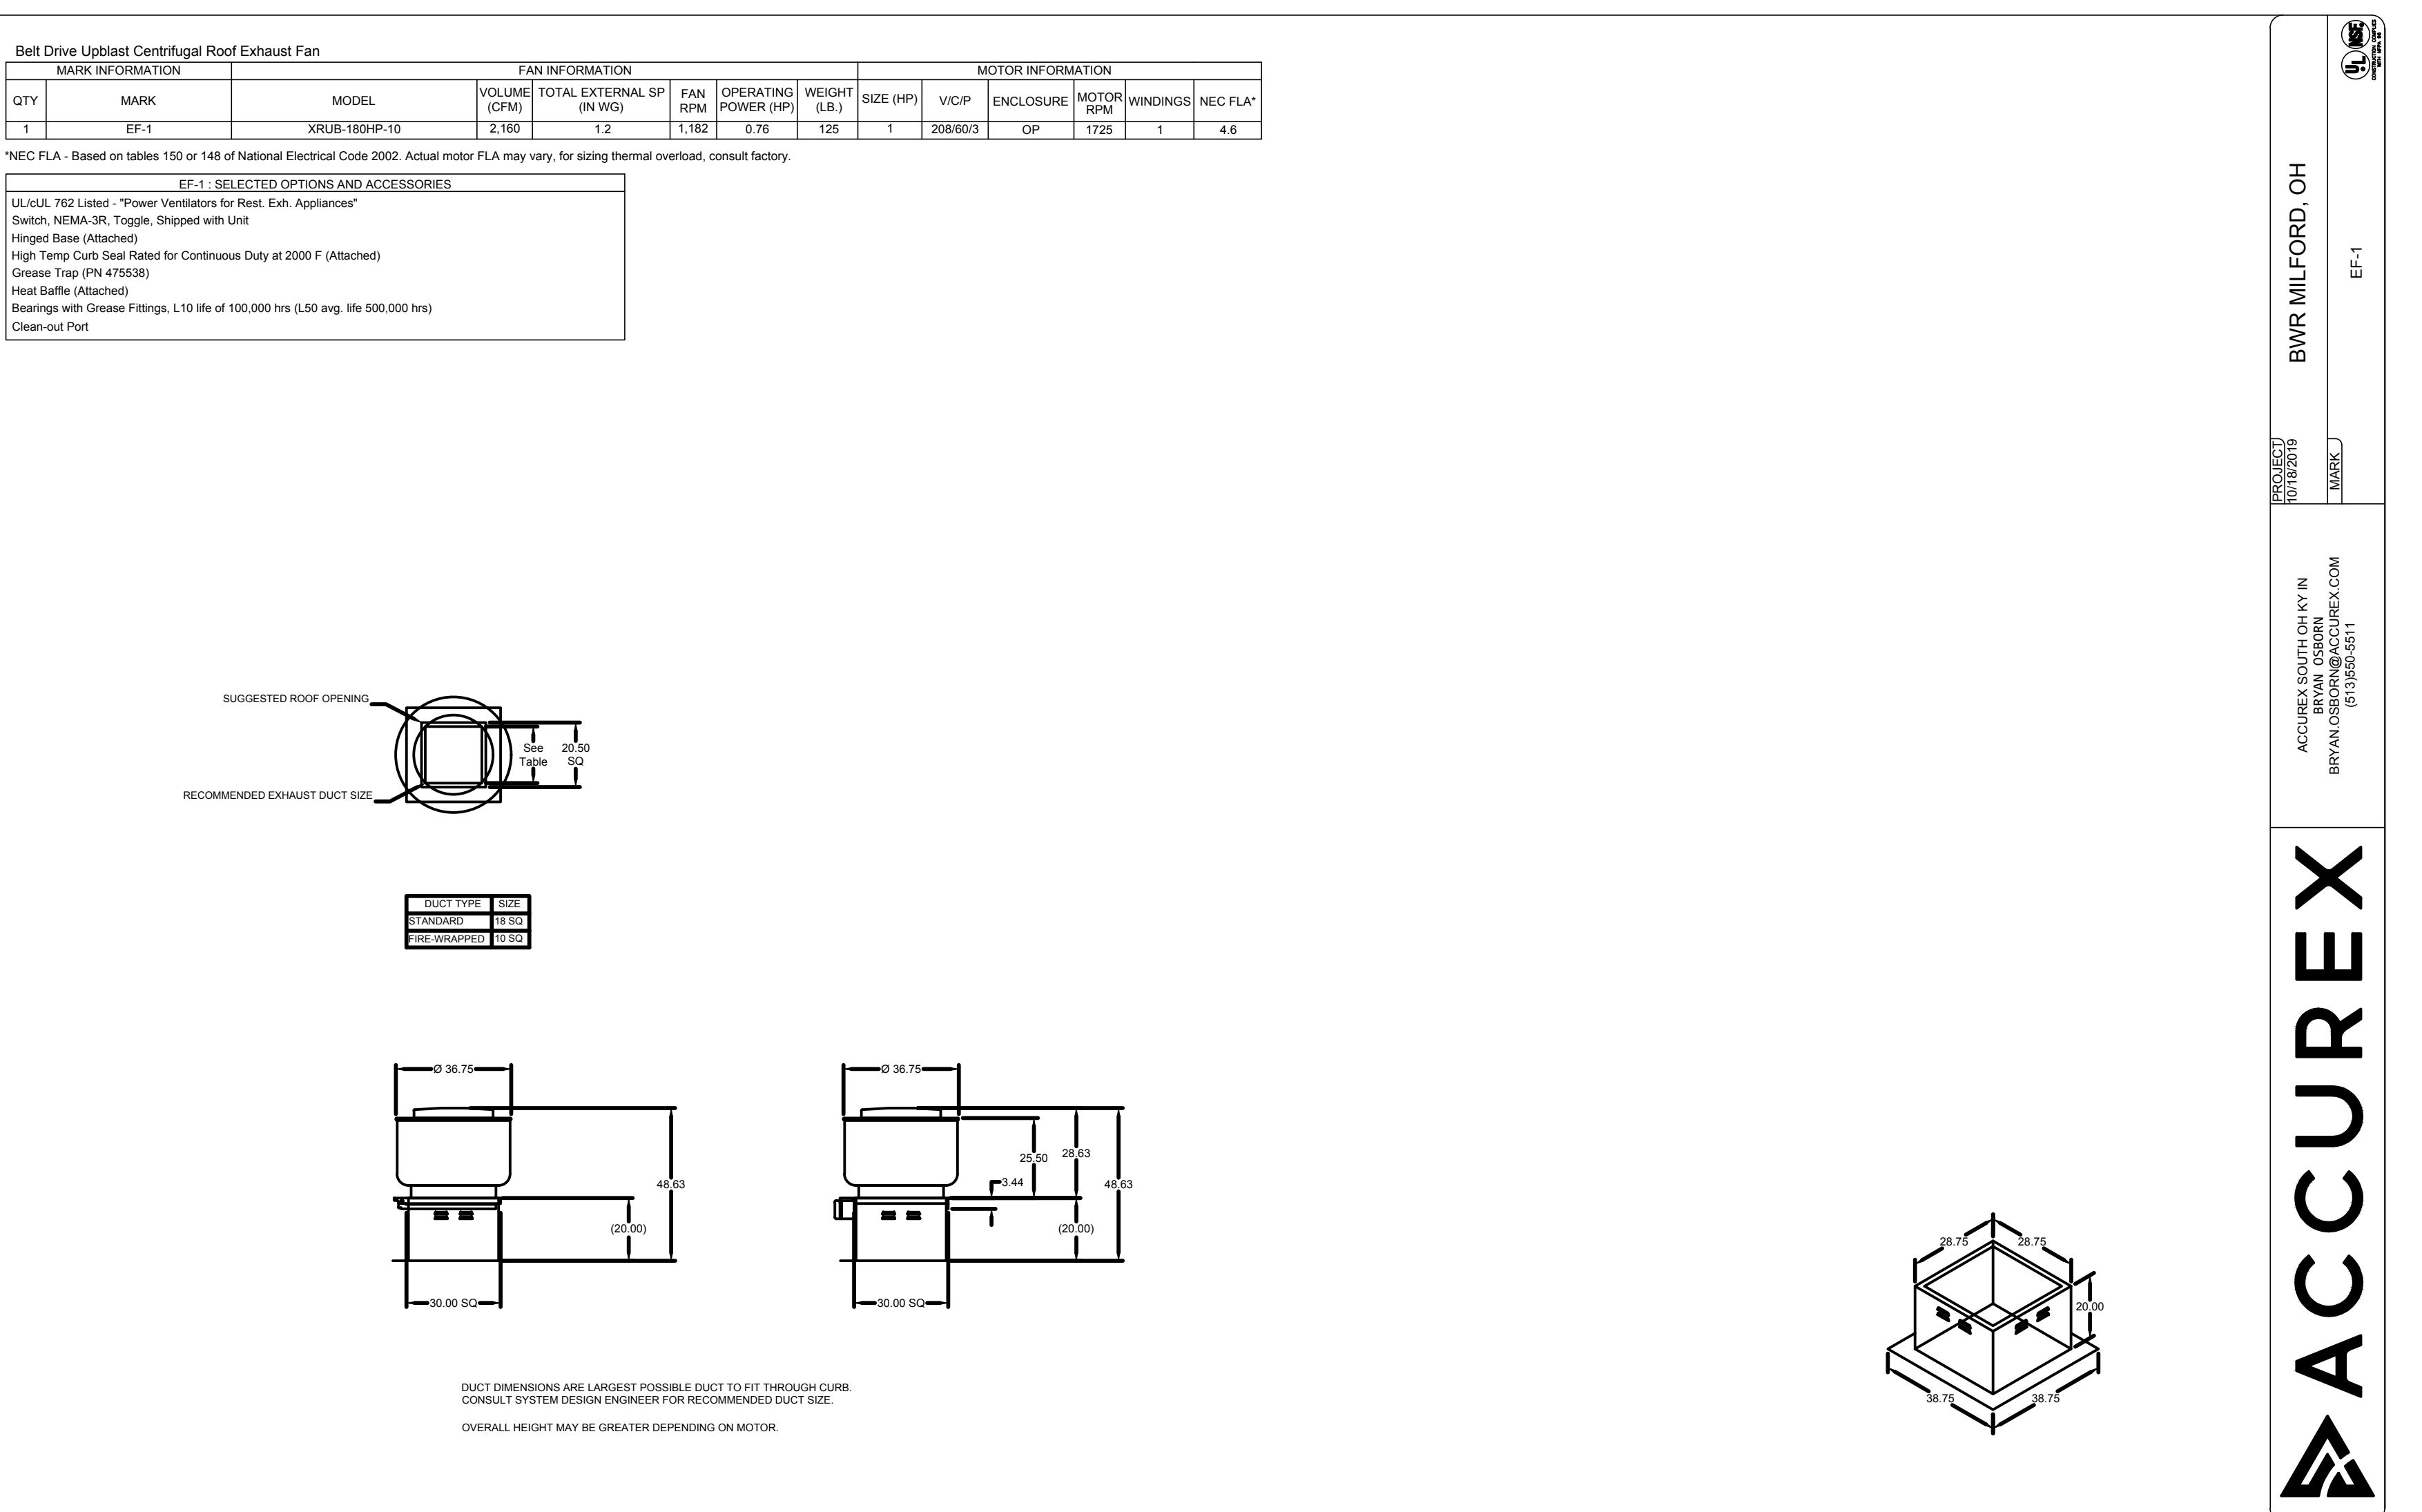 Belt Drive Upblast Centrifugal Roof Exhaust Fan
MARK INFORMATION FAN INFORMATION MOTOR INFORMATION
QTY MARK MODEL VOLUME (CFM) TOTAL EXTERNAL SP (IN WG) FAN RPM OPERATING POWER (HP) WEIGHT (LB.) SIZE (HP) V/C/P ENCLOSURE MOTOR RPM WINDINGS NEC FLA*
1 EF-1 XRUB-180HP-10 2,160 1.2 1,182 0.76 125 1 208/60/3 OP 1725 1 4.6
*NEC FLA - Based on tables 150 or 148 of National Electrical Code 2002. Actual motor FLA may vary, for sizing thermal overload, consult factory.
EF-1 : SELECTED OPTIONS AND ACCESSORIES
UL/cUL 762 Listed - "Power Ventilators for Rest. Exh. Appliances"
Switch, NEMA-3R, Toggle, Shipped with Unit
Hinged Base (Attached)
High Temp Curb Seal Rated for Continuous Duty at 2000 F (Attached)
Grease Trap (PN 475538)
Heat Baffle (Attached)
Bearings with Grease Fittings, L10 life of 100,000 hrs (L50 avg. life 500,000 hrs)
Clean-out Port
SUGGESTED ROOF OPENING
See Table
20.50 SQ
RECOMMENDED EXHAUST DUCT SIZE
DUCT TYPE SIZE
STANDARD 18 SQ
FIRE-WRAPPED 10 SQ
Ø 36.75
48.63
(20.00)
30.00 SQ
Ø 36.75
25.50
28.63
3.44
48.63
(20.00)
30.00 SQ
28.75
28.75
20.00
38.75
38.75
DUCT DIMENSIONS ARE LARGEST POSSIBLE DUCT TO FIT THROUGH CURB.
CONSULT SYSTEM DESIGN ENGINEER FOR RECOMMENDED DUCT SIZE.
OVERALL HEIGHT MAY BE GREATER DEPENDING ON MOTOR.
ACCUREX
ACCUREX SOUTH OH KY IN
BRYAN OSBORN
BRYAN.OSBORN@ACCUREX.COM
(513)550-5511
PROJECT
10/18/2019
BWR MILFORD, OH
MARK
EF-1
UL
NSF.
CONSTRUCTION COMPLIES
WITH NFPA 96